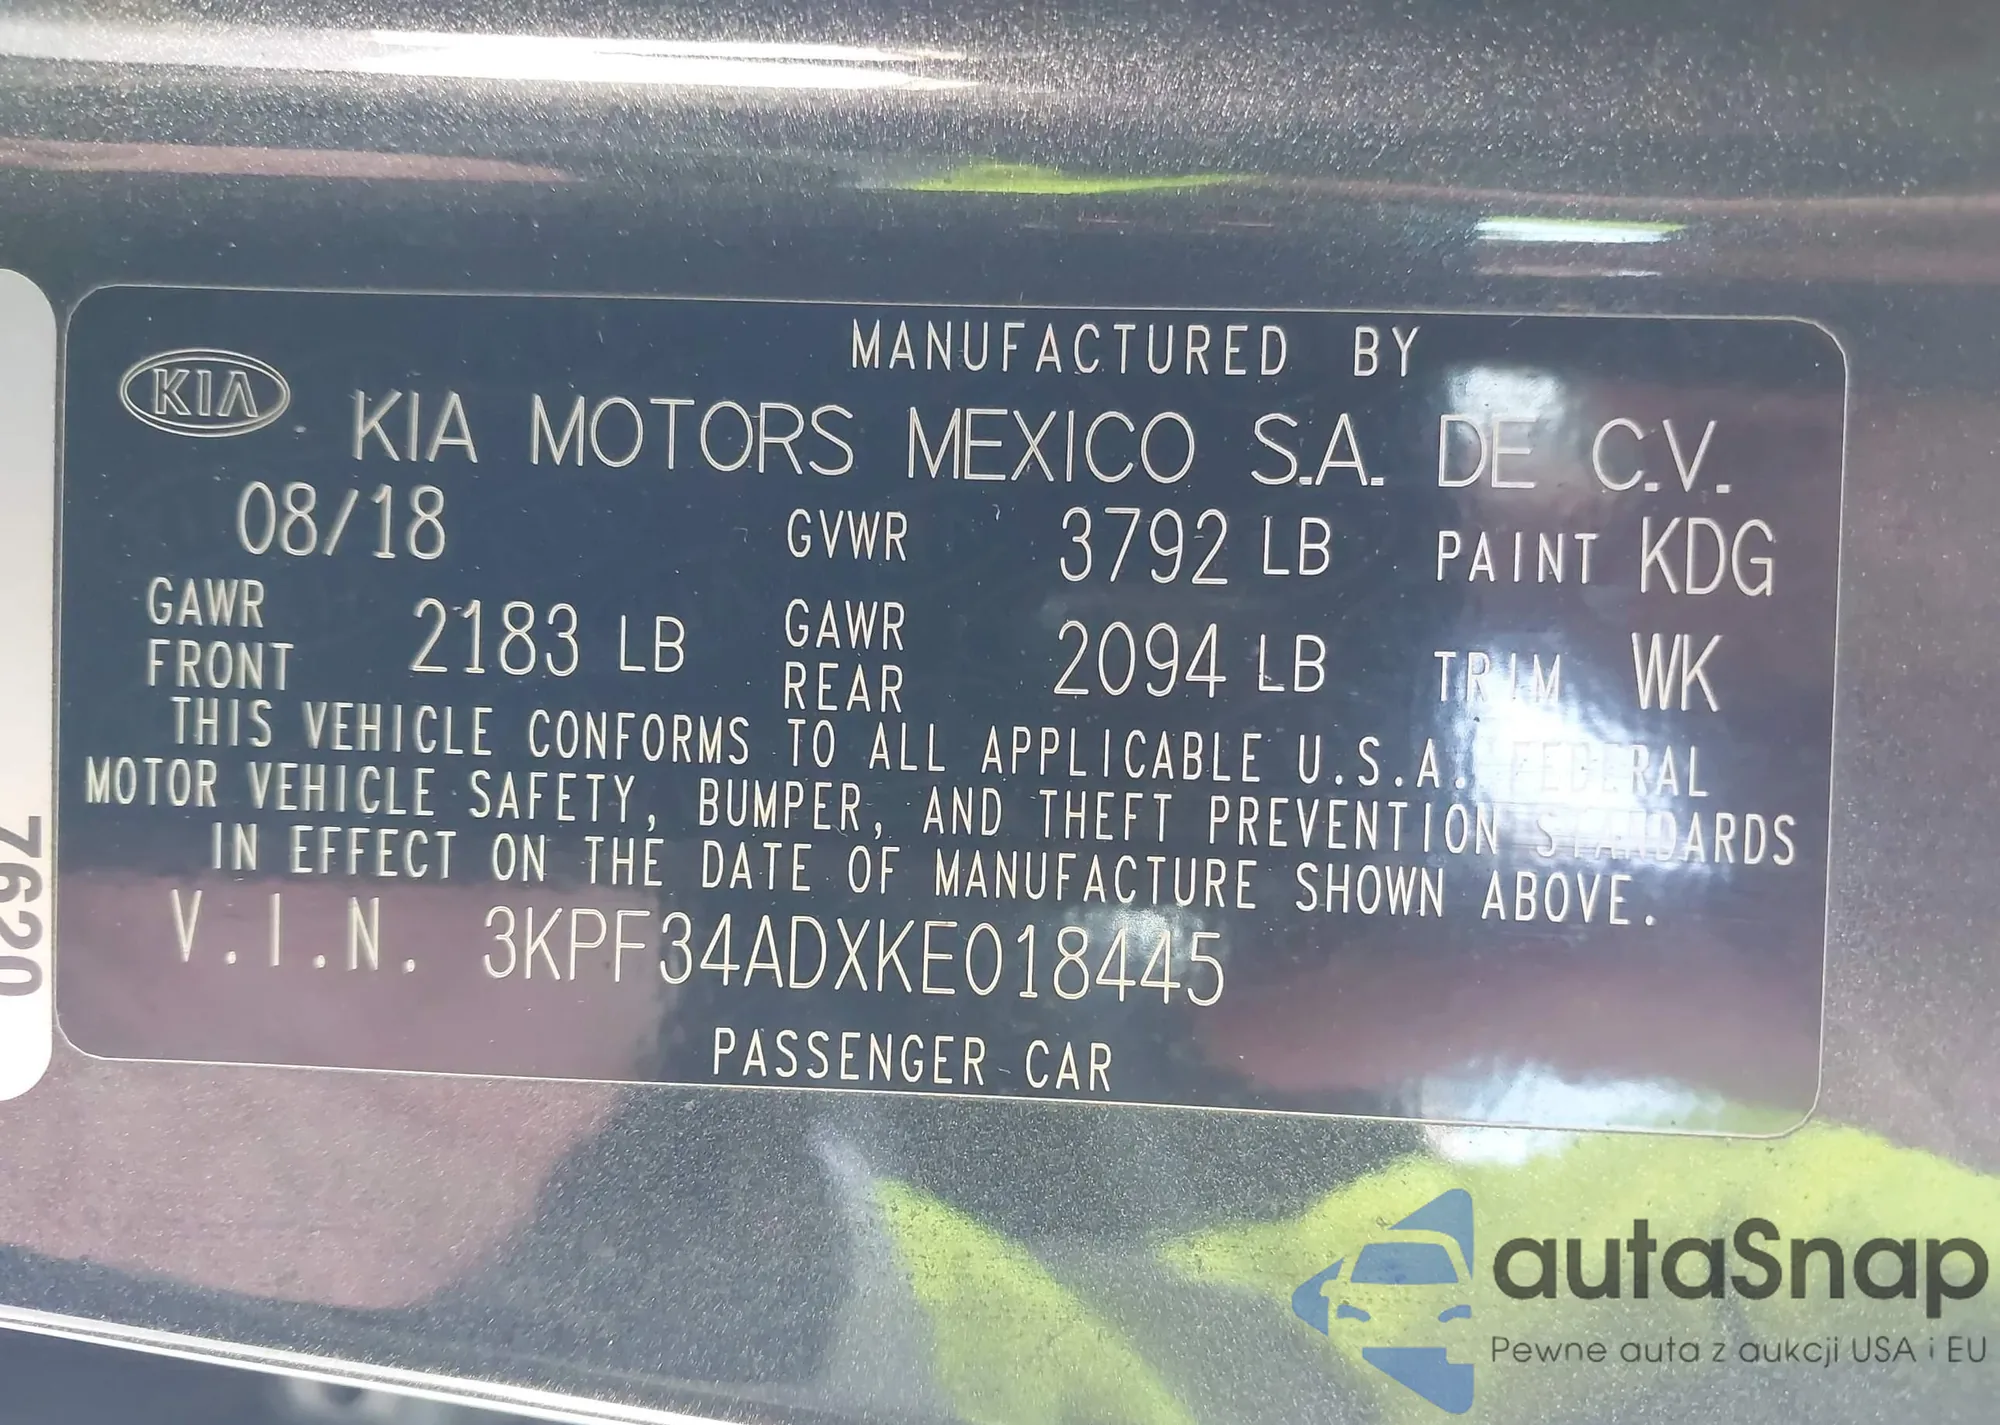 MANUFACTURED BY
KIA
KIA MOTORS MEXICO S.A. DE C.V.
08/18 GVWR 3792 LB PAINT KDG
GAWR FRONT 2183 LB GAWR REAR 2094 LB TRIM WK
THIS VEHICLE CONFORMS TO ALL APPLICABLE U.S.A. FEDERAL
MOTOR VEHICLE SAFETY, BUMPER, AND THEFT PREVENTION STANDARDS
IN EFFECT ON THE DATE OF MANUFACTURE SHOWN ABOVE.
V.I.N. 3KPF34ADXKE018445
PASSENGER CAR
7620
autaSnap
Pewne auta z aukcji USA i EU